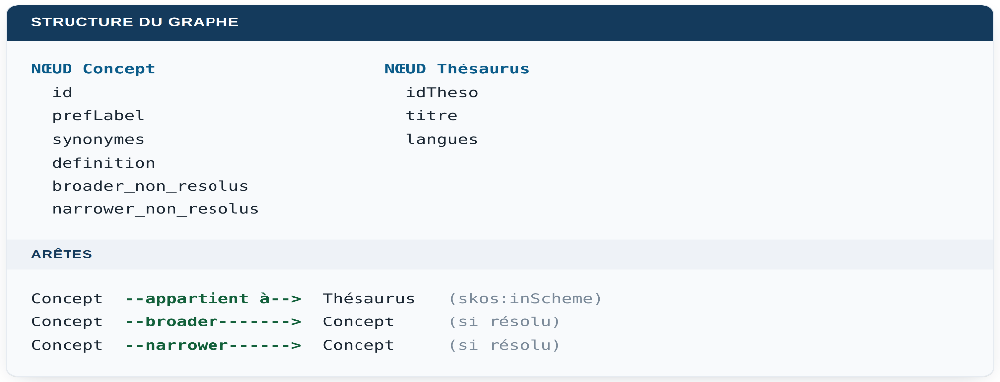 STRUCTURE DU GRAPHE
NŒUD Concept NŒUD Thésaurus
id idTheso
prefLabel titre
synonymes langues
definition
broader_non_resolus
narrower_non_resolus
ARÊTES
Concept --appartient à--> Thésaurus (skos:inScheme)
Concept --broader-------> Concept (si résolu)
Concept --narrower------> Concept (si résolu)